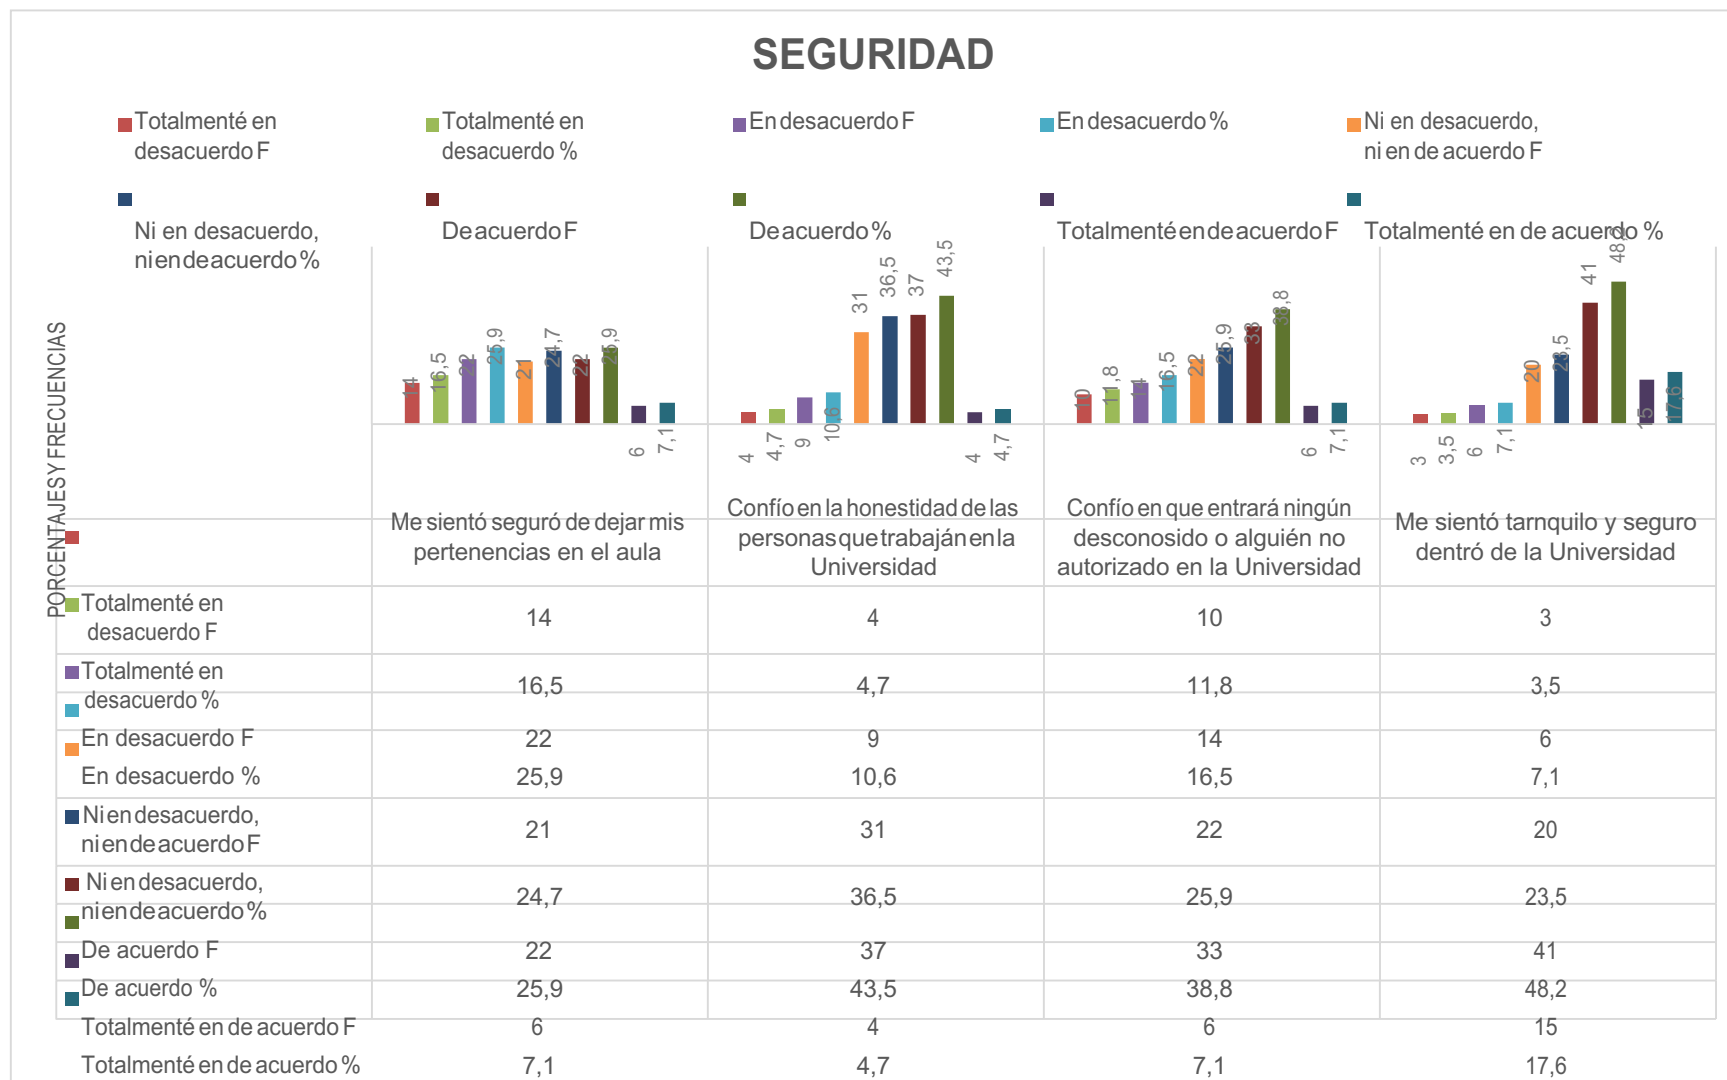 SEGURIDAD
Totalmenté en desacuerdo F
Totalmenté en desacuerdo %
En desacuerdo F
En desacuerdo %
Ni en desacuerdo, ni en de acuerdo F
Ni en desacuerdo, ni en de acuerdo %
De acuerdo F
De acuerdo %
Totalmenté en de acuerdo F
Totalmenté en de acuerdo %
PORCENTAJES Y FRECUENCIAS
14 16,5 22 25,9 21 24,7 22 25,9 6 7,1
4 4,7 9 10,6 31 36,5 37 43,5 4 4,7
10 11,8 14 16,5 22 25,9 33 38,8 6 7,1
3 3,5 6 7,1 20 23,5 41 48,2 15 17,6
Me sientó seguró de dejar mis
pertenencias en el aula
Confío en la honestidad de las
personas que trabaján en la
Universidad
Confío en que entrará ningún
desconosido o alguién no
autorizado en la Universidad
Me sientó tarnquilo y seguro
dentró de la Universidad
Totalmenté en
desacuerdo F
14 4 10 3
Totalmenté en
desacuerdo %
16,5 4,7 11,8 3,5
En desacuerdo F 22 9 14 6
En desacuerdo % 25,9 10,6 16,5 7,1
Ni en desacuerdo,
ni en de acuerdo F
21 31 22 20
Ni en desacuerdo,
ni en de acuerdo %
24,7 36,5 25,9 23,5
De acuerdo F 22 37 33 41
De acuerdo % 25,9 43,5 38,8 48,2
Totalmenté en de acuerdo F 6 4 6 15
Totalmenté en de acuerdo % 7,1 4,7 7,1 17,6